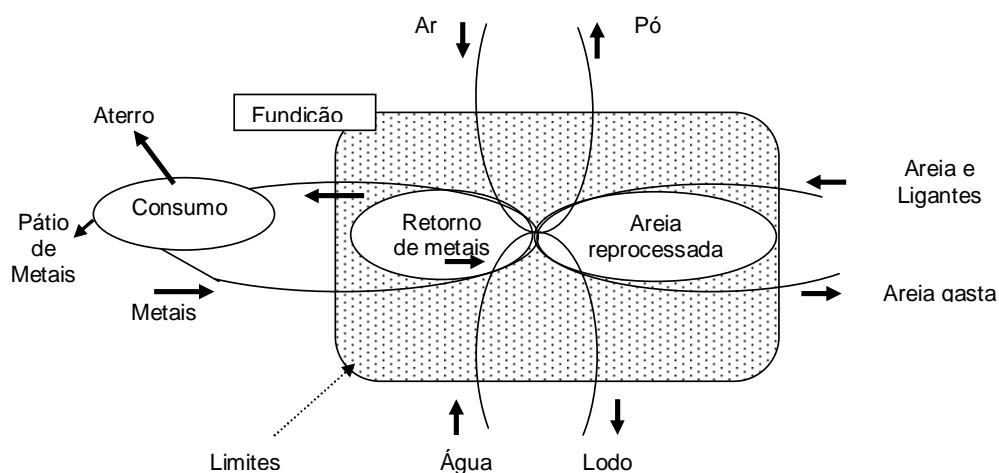 Ar
Pó
Fundição
Aterro
Consumo
Areia e
Ligantes
Retorno
de metais
Areia
reprocessada
Pátio
de
Metais
Metais
Areia gasta
Limites
Água
Lodo